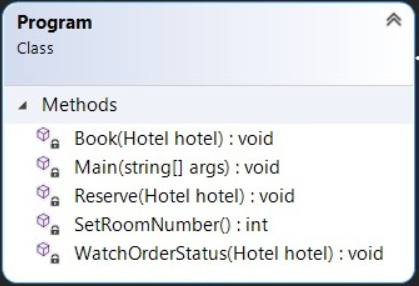 Program
Class
Methods
Book(Hotel hotel) : void
Main(string[] args) : void
Reserve(Hotel hotel) : void
SetRoomNumber() : int
WatchOrderStatus(Hotel hotel) : void